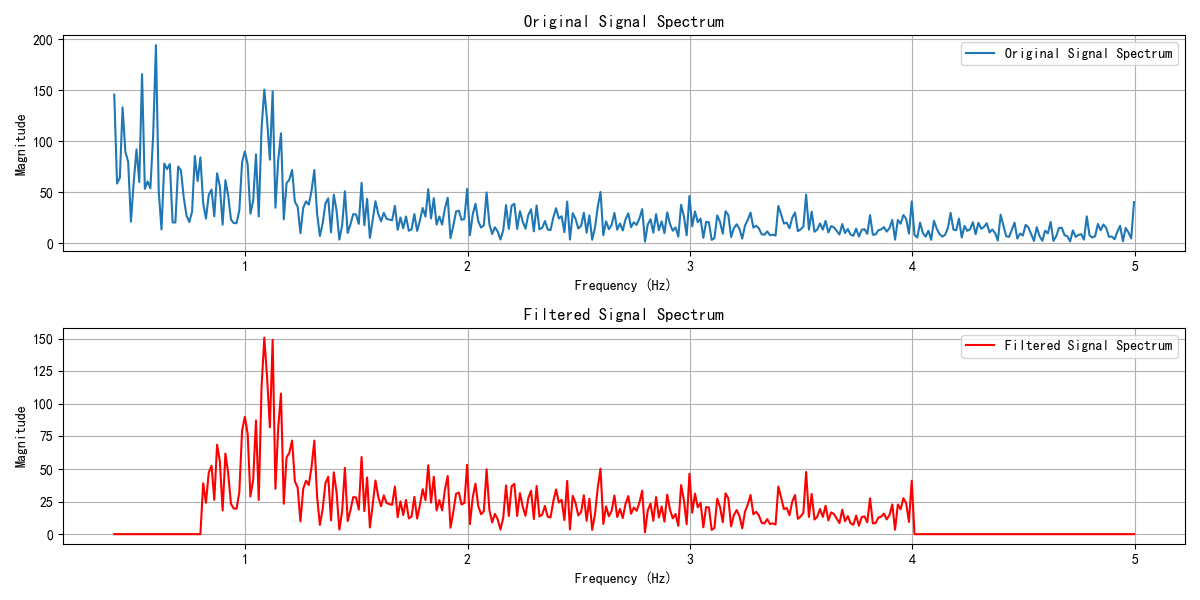 Original Signal Spectrum
200
150
100
50
0
Magnitude
Original Signal Spectrum
1 2 3 4 5
Frequency (Hz)
Filtered Signal Spectrum
150
125
100
75
50
25
0
Magnitude
Filtered Signal Spectrum
1 2 3 4 5
Frequency (Hz)